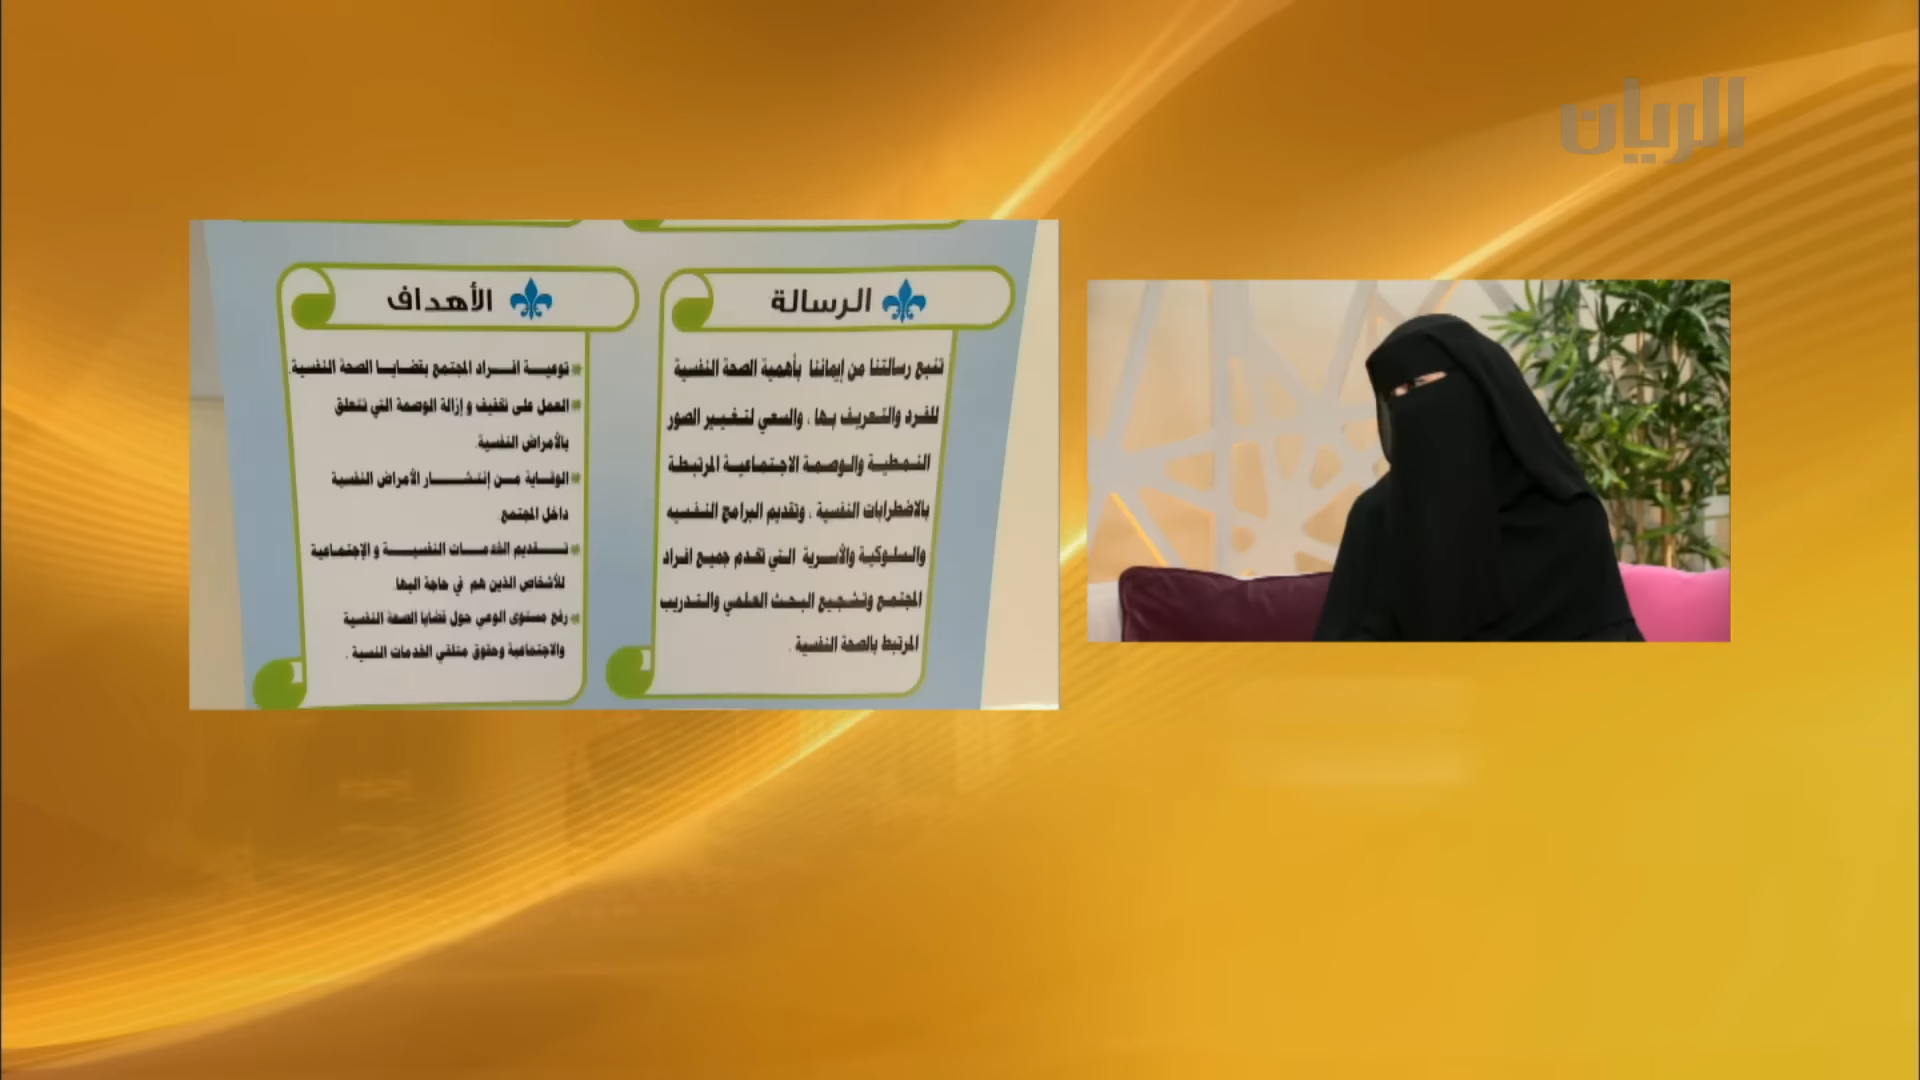 الريان
الرسالة
تنبع رسالتنا من إيماننا بأهمية الصحة النفسية
للفرد والتعريف بها ، والسعي لتغيير الصور
النمطية والوصمة الاجتماعية المرتبطة
بالاضطرابات النفسية ، وتقديم البرامج النفسيه
والسلوكية والأسرية التي تخدم جميع افراد
المجتمع وتشجيع البحث العلمي والتدريب
المرتبط بالصحة النفسية .
الأهداف
توعية افراد المجتمع بقضايا الصحة النفسية.
العمل على تخفيف و إزالة الوصمة التي تتعلق
بالأمراض النفسية.
الوقاية من إنتشار الأمراض النفسية
داخل المجتمع.
تقديم الخدمات النفسية و الإجتماعية
للأشخاص الذين هم في حاجة اليها.
رفع مستوى الوعي حول قضايا الصحة النفسية
والاجتماعية وحقوق متلقي الخدمات النسية .